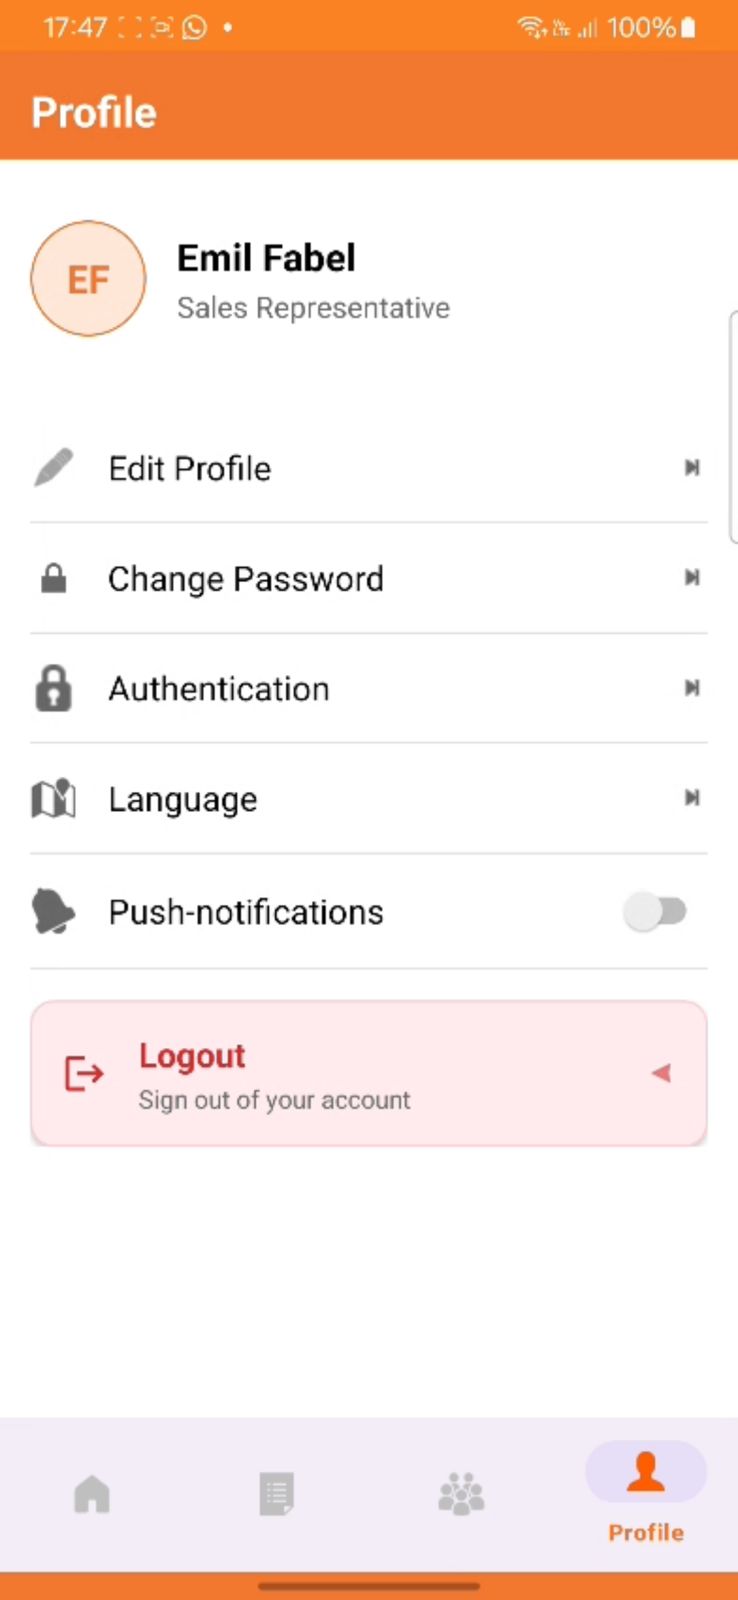 17:47
100%
Profile
EF
Emil Fabel
Sales Representative
Edit Profile
Change Password
Authentication
Language
Push-notifications
Logout
Sign out of your account
Profile